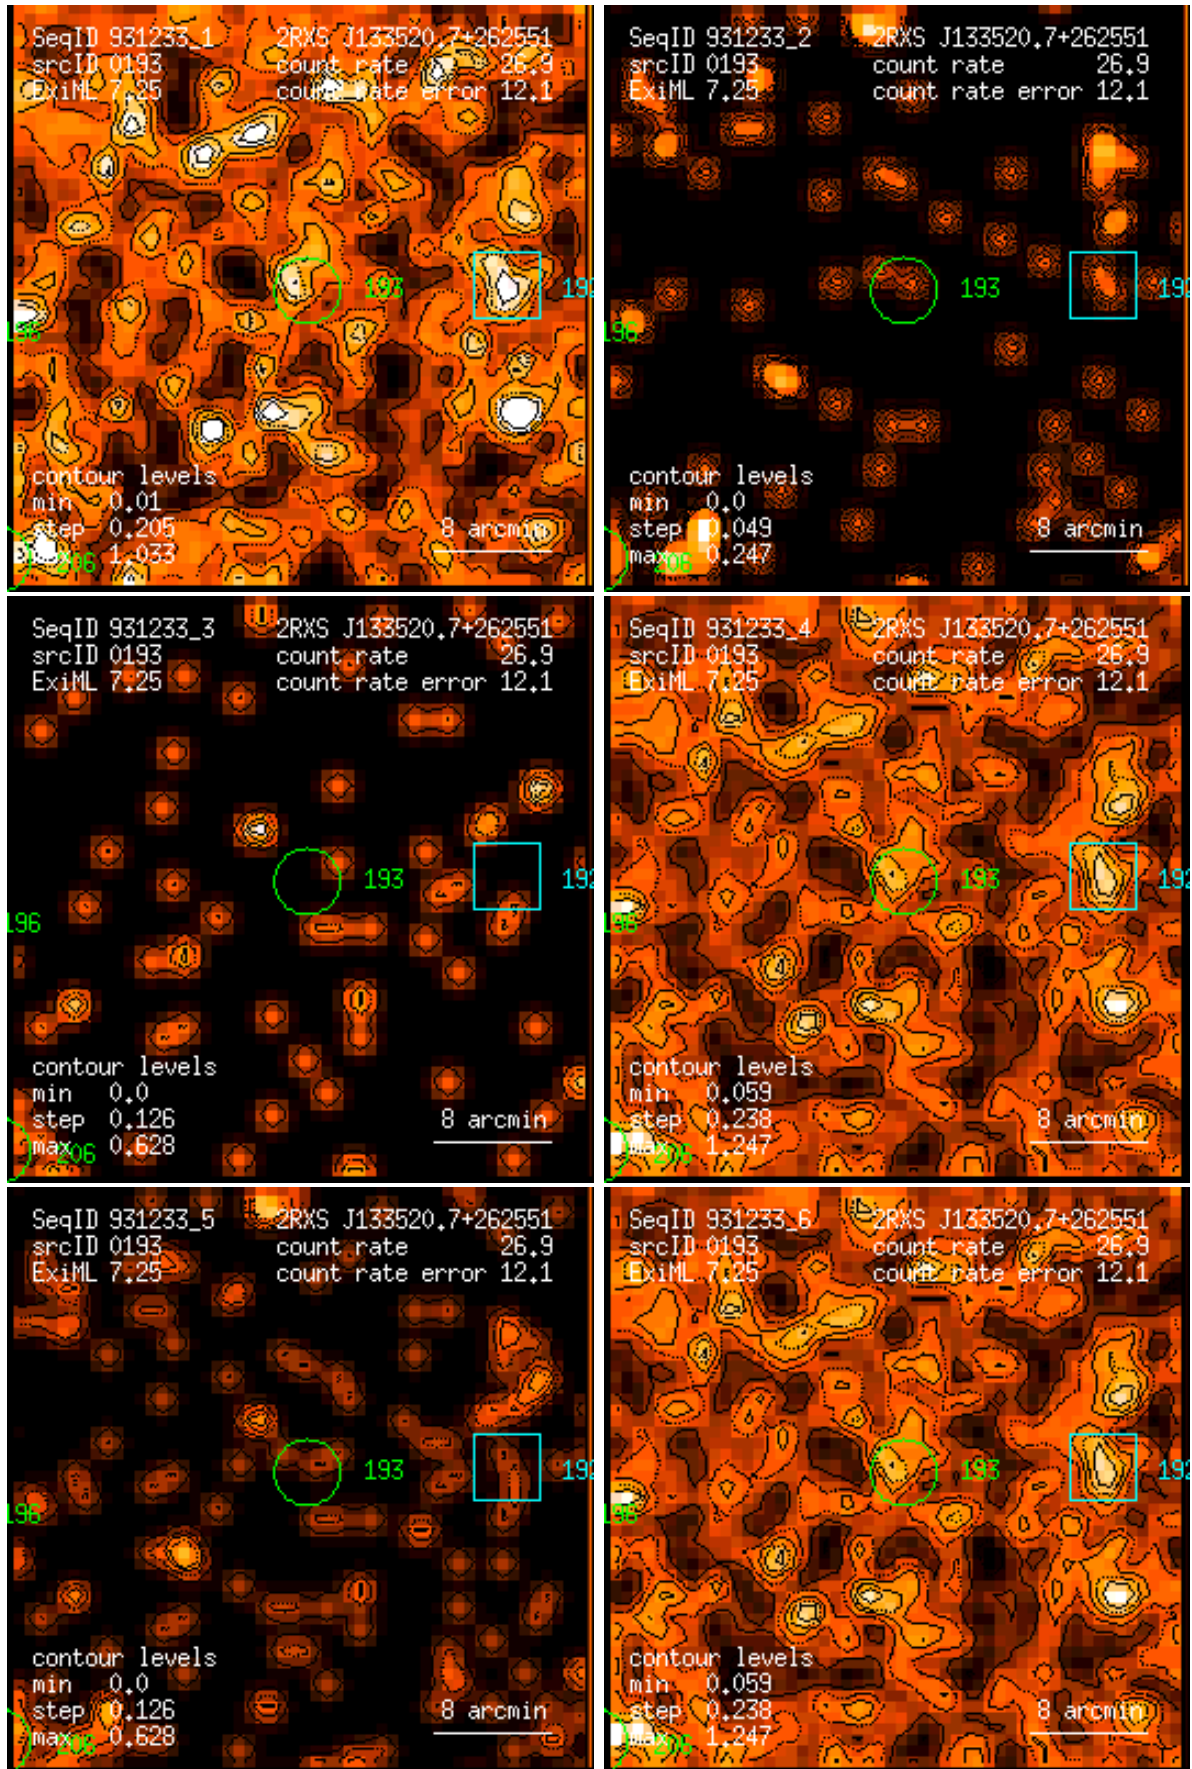 SeqID 931233_1 2RXS J133520.7+262551
srcID 0193 count rate 26.9
ExiML 7.25 count rate error 12.1
193
192
196
contour levels
min 0.01
step 0.205 8 arcmin
max 1.033
206
SeqID 931233_2 2RXS J133520.7+262551
srcID 0193 count rate 26.9
ExiML 7.25 count rate error 12.1
193
196
contour levels
min 0.0
step 0.049 8 arcmin
max 0.247
206
SeqID 931233_3 2RXS J133520.7+262551
srcID 0193 count rate 26.9
ExiML 7.25 count rate error 12.1
193
192
196
contour levels
min 0.0
step 0.126 8 arcmin
max 0.628
206
SeqID 931233_4 2RXS J133520.7+262551
srcID 0193 count rate 26.9
ExiML 7.25 count rate error 12.1
193
196
contour levels
min 0.059
step 0.238 8 arcmin
max 1.247
206
SeqID 931233_5 2RXS J133520.7+262551
srcID 0193 count rate 26.9
ExiML 7.25 count rate error 12.1
193
192
196
contour levels
min 0.0
step 0.126 8 arcmin
max 0.628
206
SeqID 931233_6 2RXS J133520.7+262551
srcID 0193 count rate 26.9
ExiML 7.25 count rate error 12.1
193
196
contour levels
min 0.059
step 0.238 8 arcmin
max 1.247
206